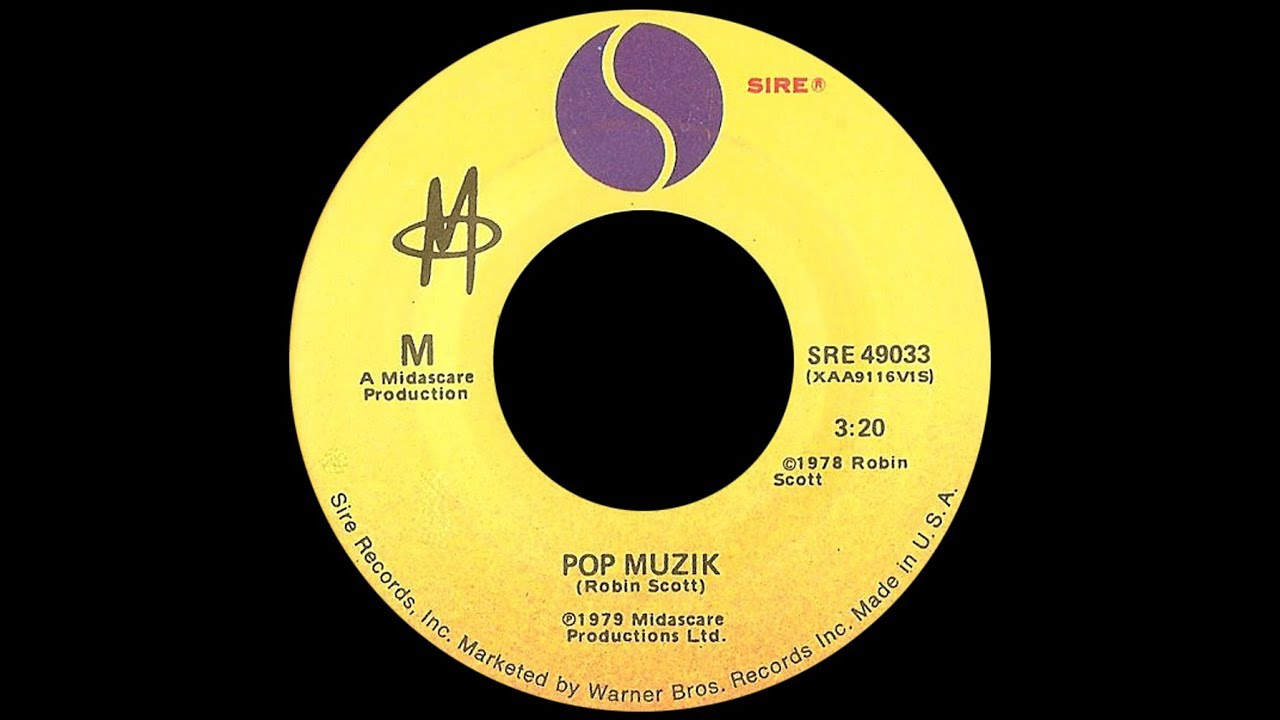 SIRE®
M
M
A Midascare
Production
SRE 49033
(XAA9116V1S)
3:20
©1978 Robin
Scott
POP MUZIK
(Robin Scott)
℗1979 Midascare
Productions Ltd.
Sire Records, Inc. Marketed by Warner Bros. Records Inc. Made in U.S.A.